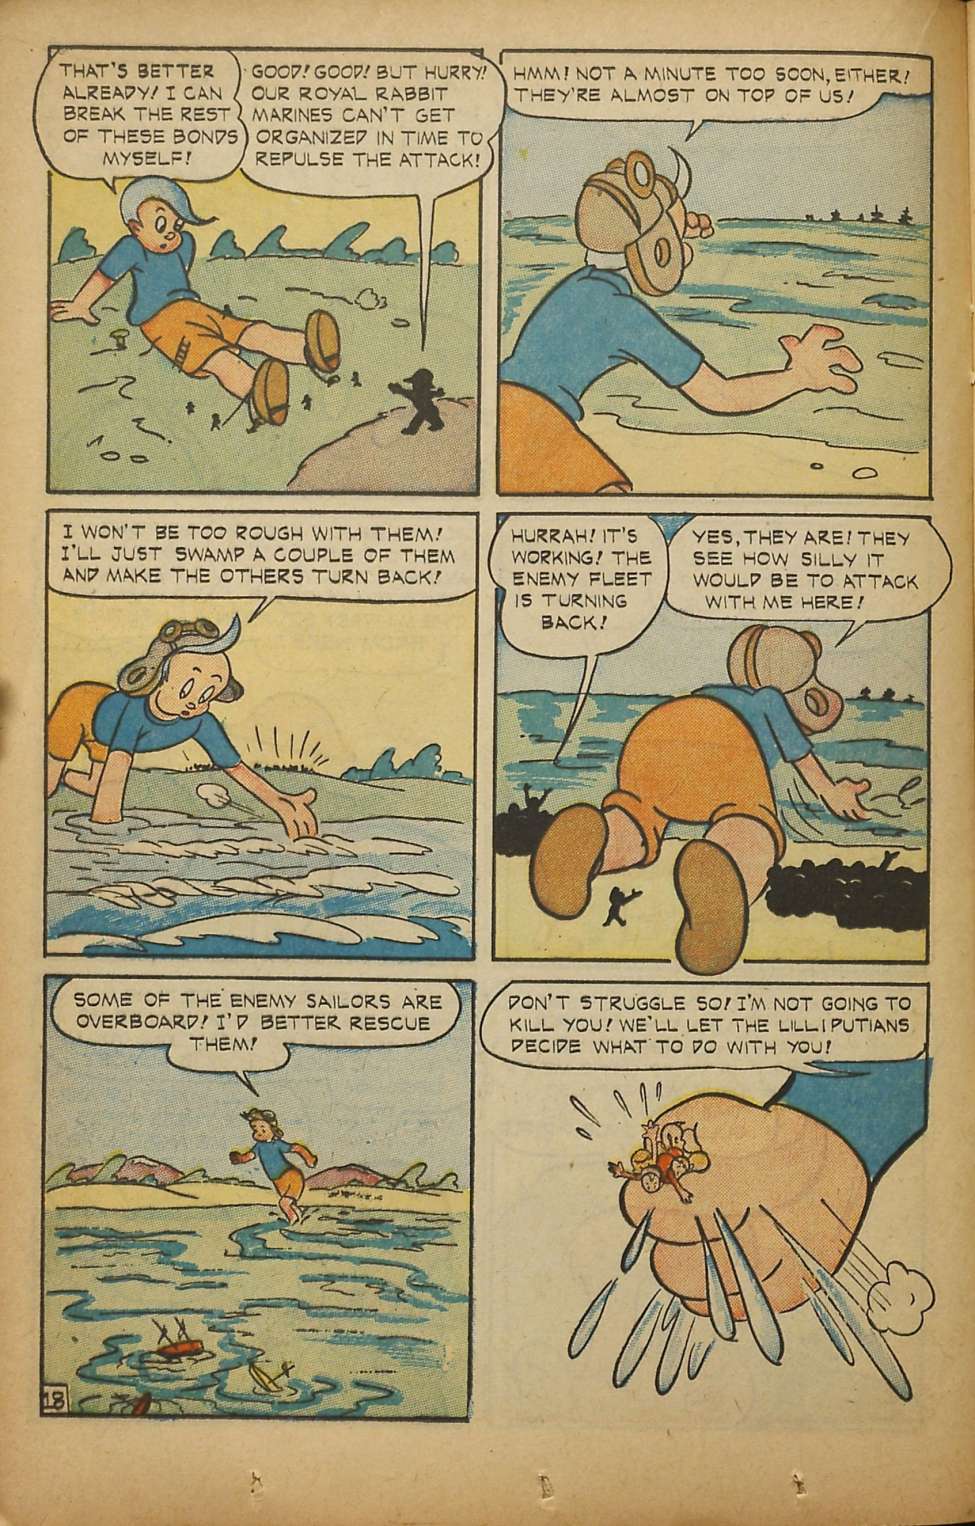 THAT'S BETTER
ALREADY! I CAN
BREAK THE REST
OF THESE BONDS
MYSELF!
GOOD! GOOD! BUT HURRY!
OUR ROYAL RABBIT
MARINES CAN'T GET
ORGANIZED IN TIME TO
REPULSE THE ATTACK!
HMM! NOT A MINUTE TOO SOON, EITHER!
THEY'RE ALMOST ON TOP OF US!
I WON'T BE TOO ROUGH WITH THEM!
I'LL JUST SWAMP A COUPLE OF THEM
AND MAKE THE OTHERS TURN BACK!
HURRAH! IT'S
WORKING! THE
ENEMY FLEET
IS TURNING
BACK!
YES, THEY ARE! THEY
SEE HOW SILLY IT
WOULD BE TO ATTACK
WITH ME HERE!
SOME OF THE ENEMY SAILORS ARE
OVERBOARD! I'D BETTER RESCUE
THEM!
DON'T STRUGGLE SO! I'M NOT GOING TO
KILL YOU! WE'LL LET THE LILLIPUTIANS
DECIDE WHAT TO DO WITH YOU!
18